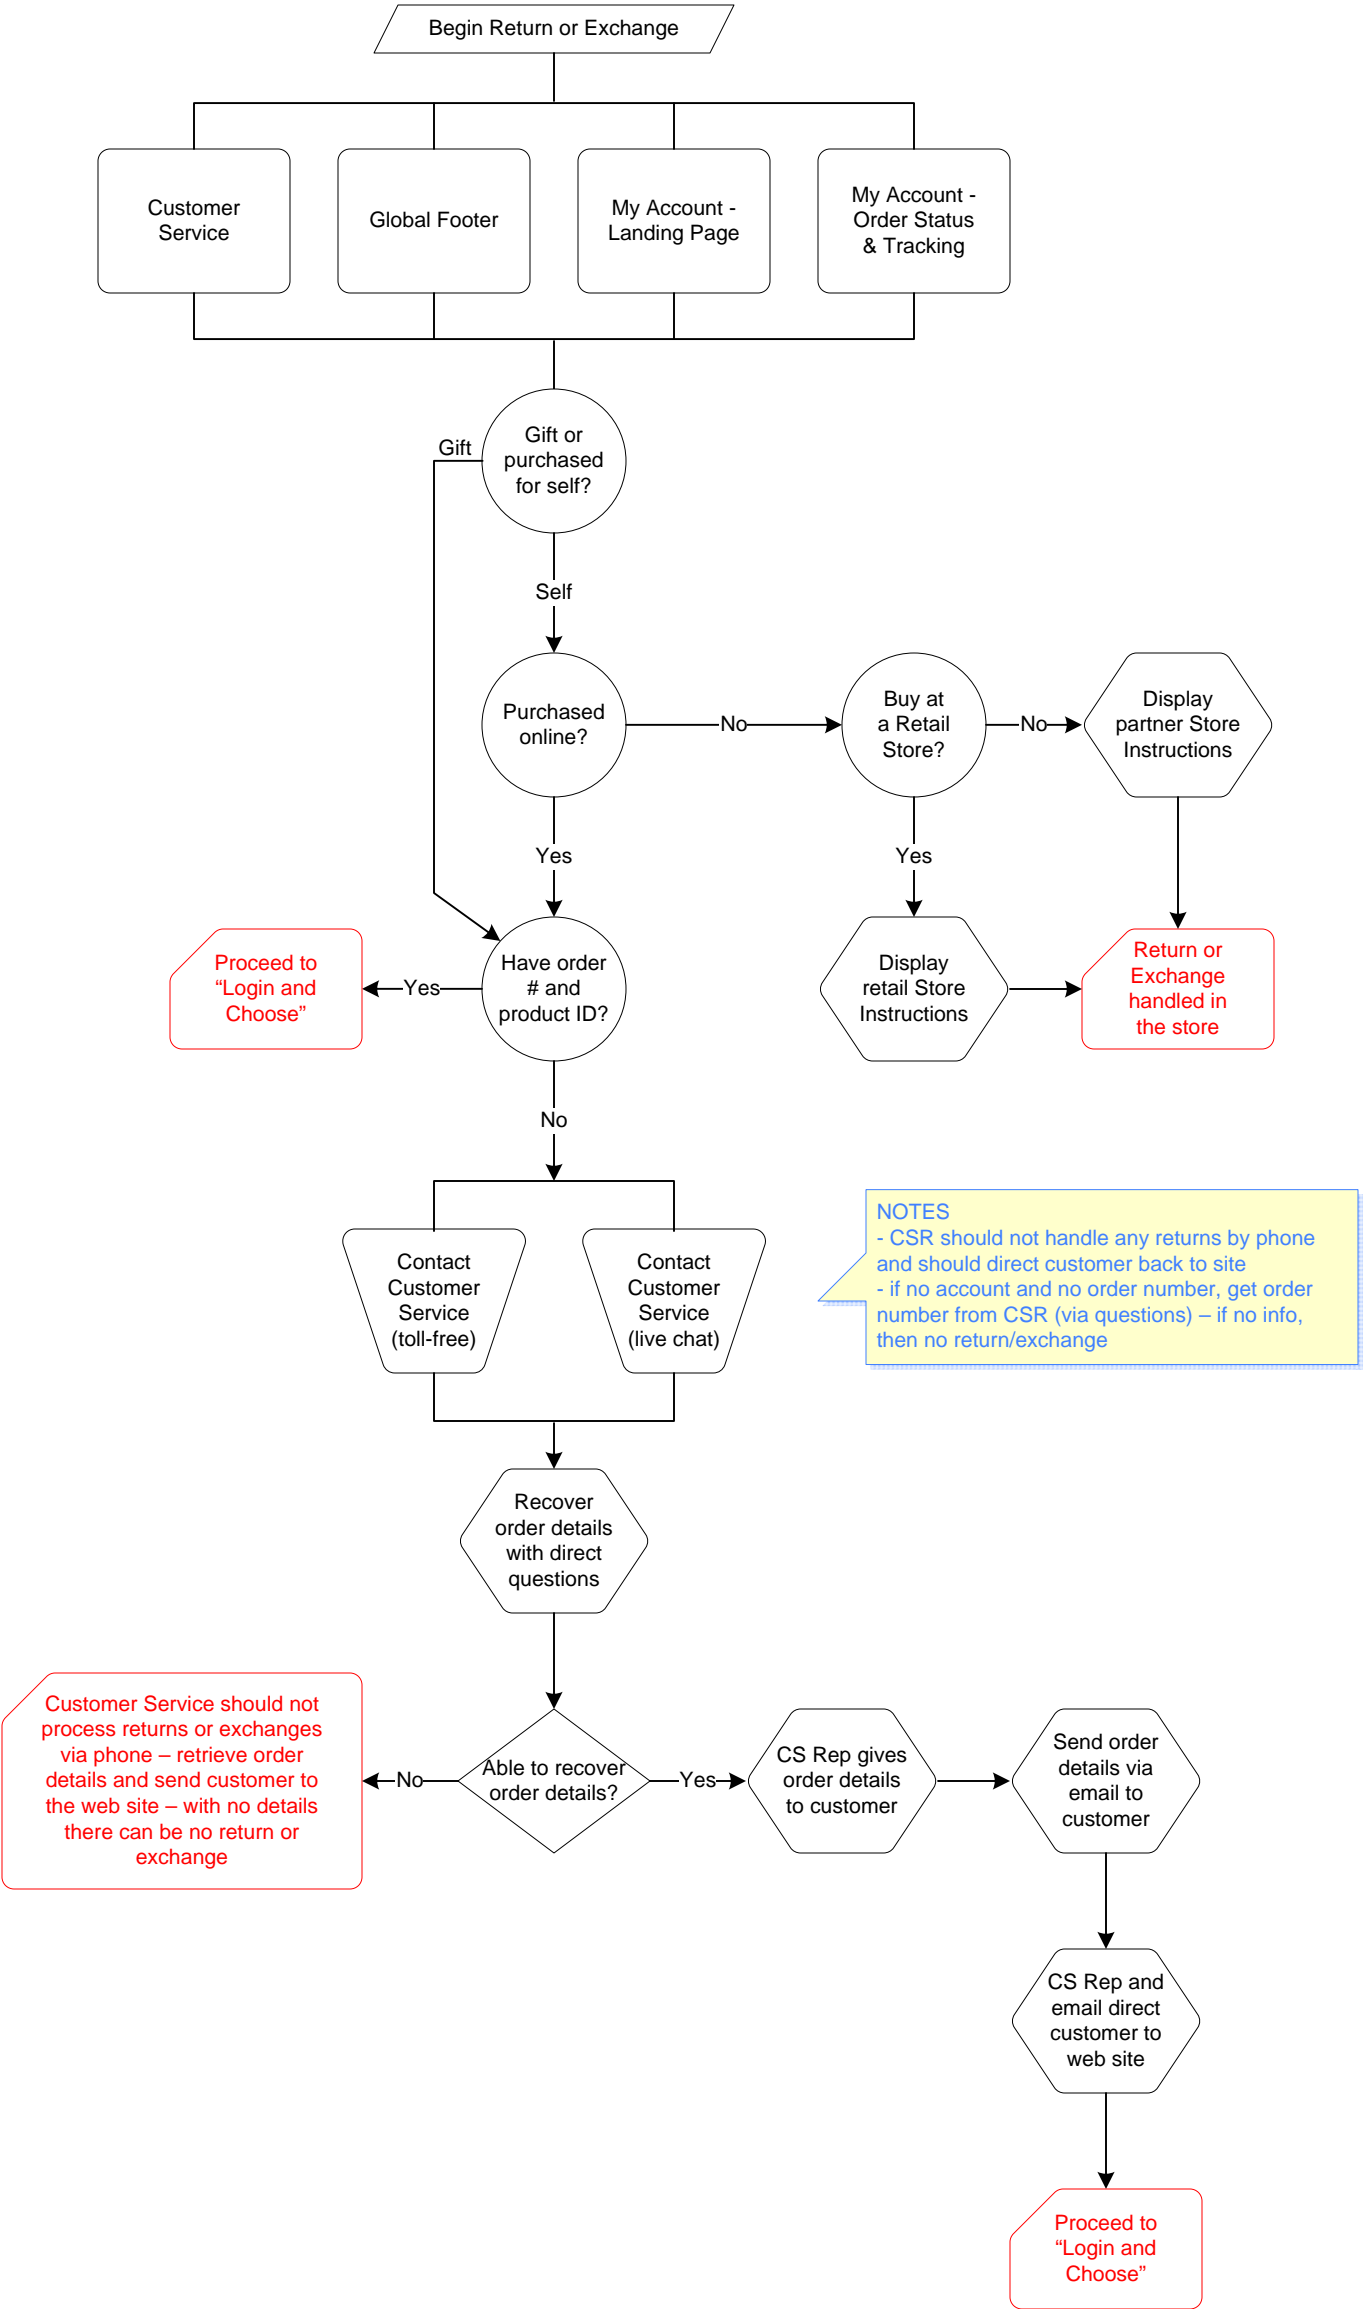 Begin Return or Exchange
Customer
Service
Global Footer
My Account -
Landing Page
My Account -
Order Status
& Tracking
Gift
Gift or
purchased
for self?
Self
Purchased
online?
No
Buy at
a Retail
Store?
No
Display
partner Store
Instructions
Yes
Yes
Proceed to
“Login and
Choose”
Yes
Have order
# and
product ID?
Display
retail Store
Instructions
Return or
Exchange
handled in
the store
No
Contact
Customer
Service
(toll-free)
Contact
Customer
Service
(live chat)
NOTES
- CSR should not handle any returns by phone
and should direct customer back to site
- if no account and no order number, get order
number from CSR (via questions) – if no info,
then no return/exchange
Recover
order details
with direct
questions
Customer Service should not
process returns or exchanges
via phone – retrieve order
details and send customer to
the web site – with no details
there can be no return or
exchange
No
Able to recover
order details?
Yes
CS Rep gives
order details
to customer
Send order
details via
email to
customer
CS Rep and
email direct
customer to
web site
Proceed to
“Login and
Choose”